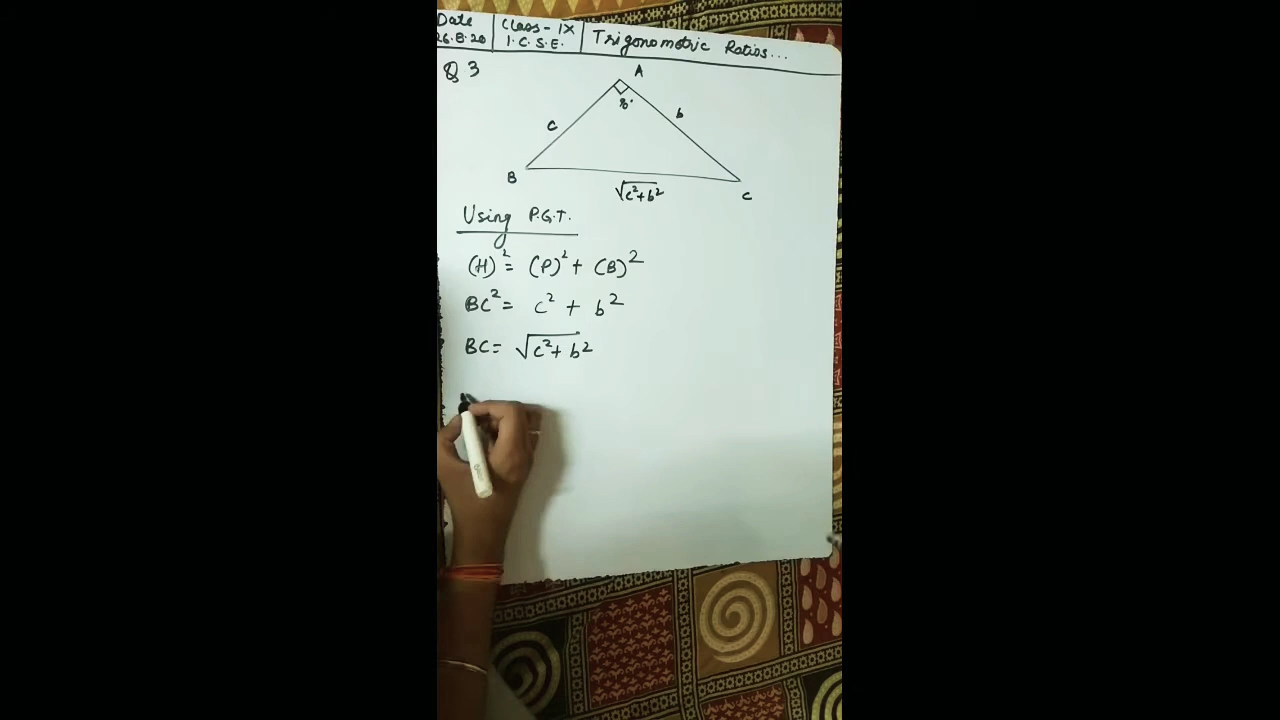 Date
26.8.20
Class - IX
I.C.S.E.
Trigonometric Ratios...
Q 3
A
90°
c
b
B
√c²+b²
C
Using P.G.T.
(H)² = (P)² + (B)²
BC² = c² + b²
BC = √c²+b²